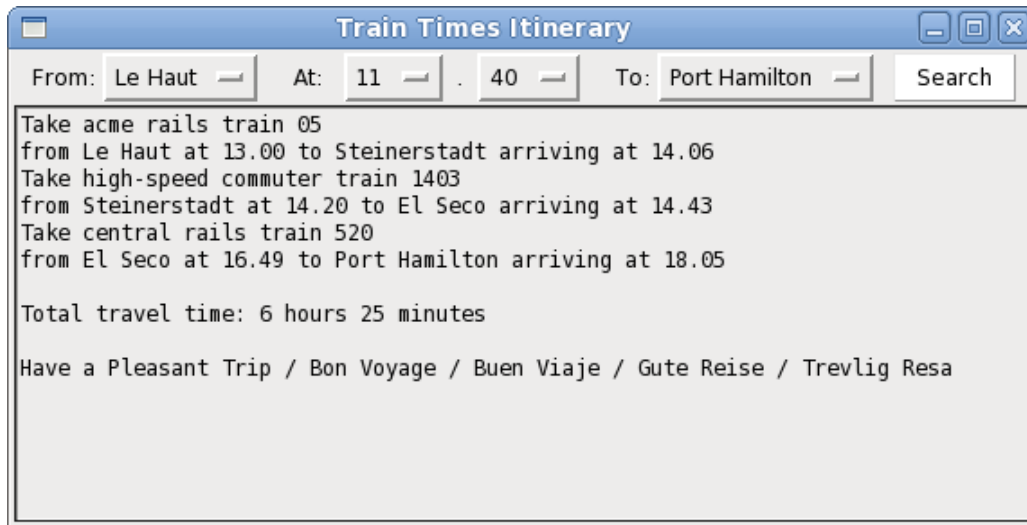 Train Times Itinerary
From: Le Haut At: 11 . 40 To: Port Hamilton Search
Take acme rails train 05
from Le Haut at 13.00 to Steinerstadt arriving at 14.06
Take high-speed commuter train 1403
from Steinerstadt at 14.20 to El Seco arriving at 14.43
Take central rails train 520
from El Seco at 16.49 to Port Hamilton arriving at 18.05
Total travel time: 6 hours 25 minutes
Have a Pleasant Trip / Bon Voyage / Buen Viaje / Gute Reise / Trevlig Resa